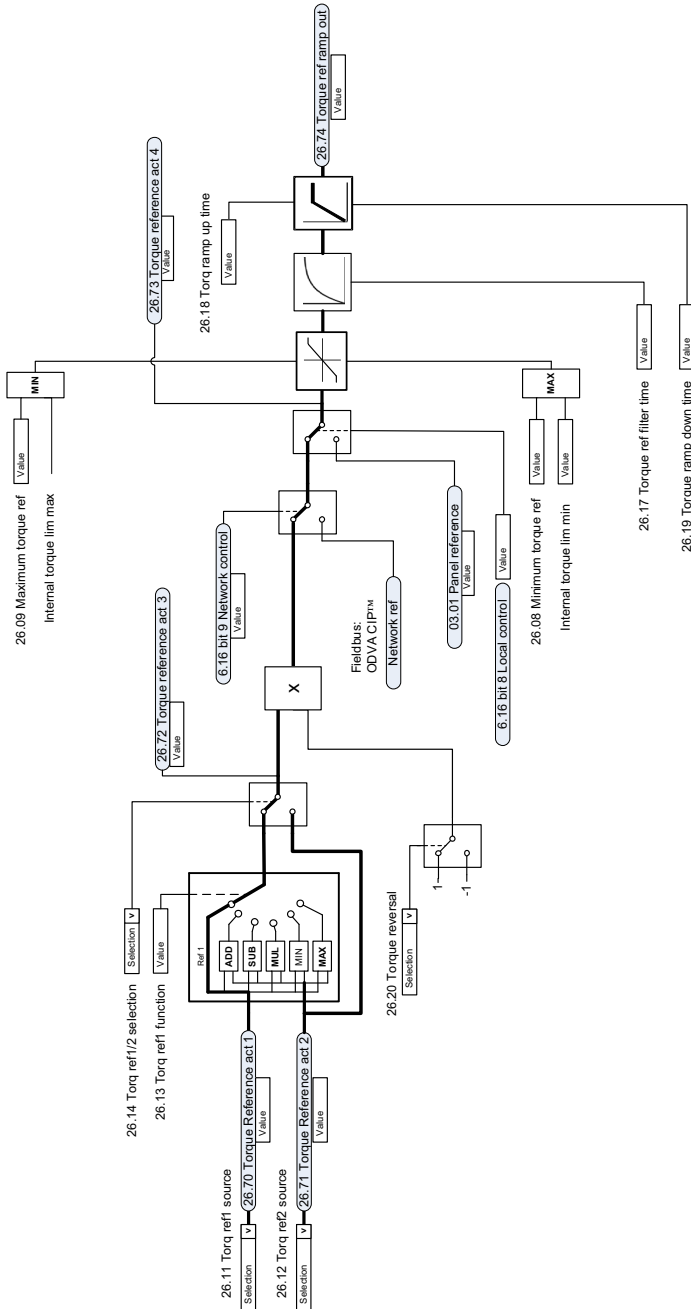 26.11 Torq ref1 source
Selection v
26.70 Torque Reference act 1
Value
26.12 Torq ref2 source
Selection v
26.71 Torque Reference act 2
Value
26.14 Torq ref1/2 selection
Selection v
26.13 Torq ref1 function
Value
Ref 1
ADD
SUB
MUL
MIN
MAX
26.72 Torque reference act 3
Value
26.20 Torque reversal
Selection v
1
-1
X
6.16 bit 9 Network control
Value
Fieldbus:
ODVA CIP™
Network ref
03.01 Panel reference
Value
6.16 bit 8 Local control
Value
26.73 Torque reference act 4
Value
26.09 Maximum torque ref
Value
Internal torque lim max
MIN
26.08 Minimum torque ref
Value
Internal torque lim min
Value
MAX
26.18 Torq ramp up time
Value
26.17 Torque ref filter time
Value
26.19 Torque ramp down time
Value
26.74 Torque ref ramp out
Value